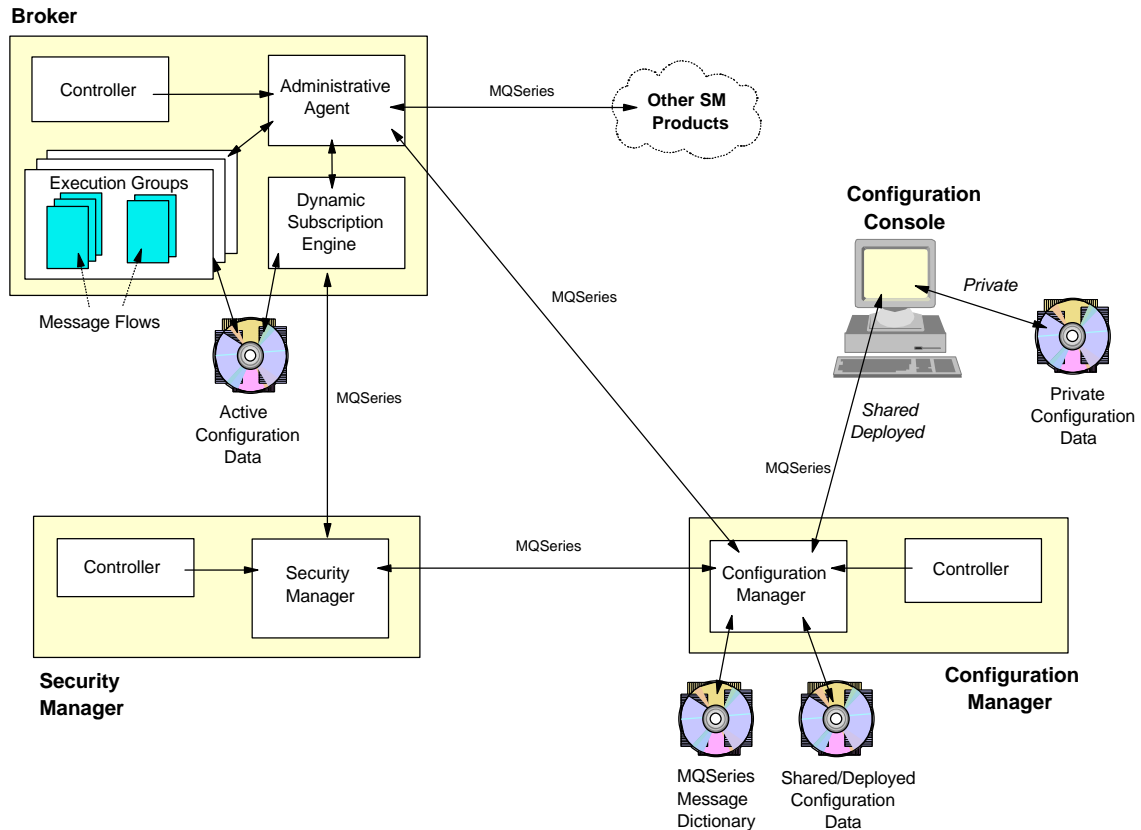 Broker
Controller
Administrative
Agent
MQSeries
Other SM
Products
Execution Groups
Dynamic
Subscription
Engine
Message Flows
Active
Configuration
Data
MQSeries
MQSeries
Configuration
Console
Private
Private
Configuration
Data
Shared
Deployed
MQSeries
Controller
Security
Manager
MQSeries
Configuration
Manager
Controller
Security
Manager
Configuration
Manager
MQSeries
Message
Dictionary
Shared/Deployed
Configuration
Data